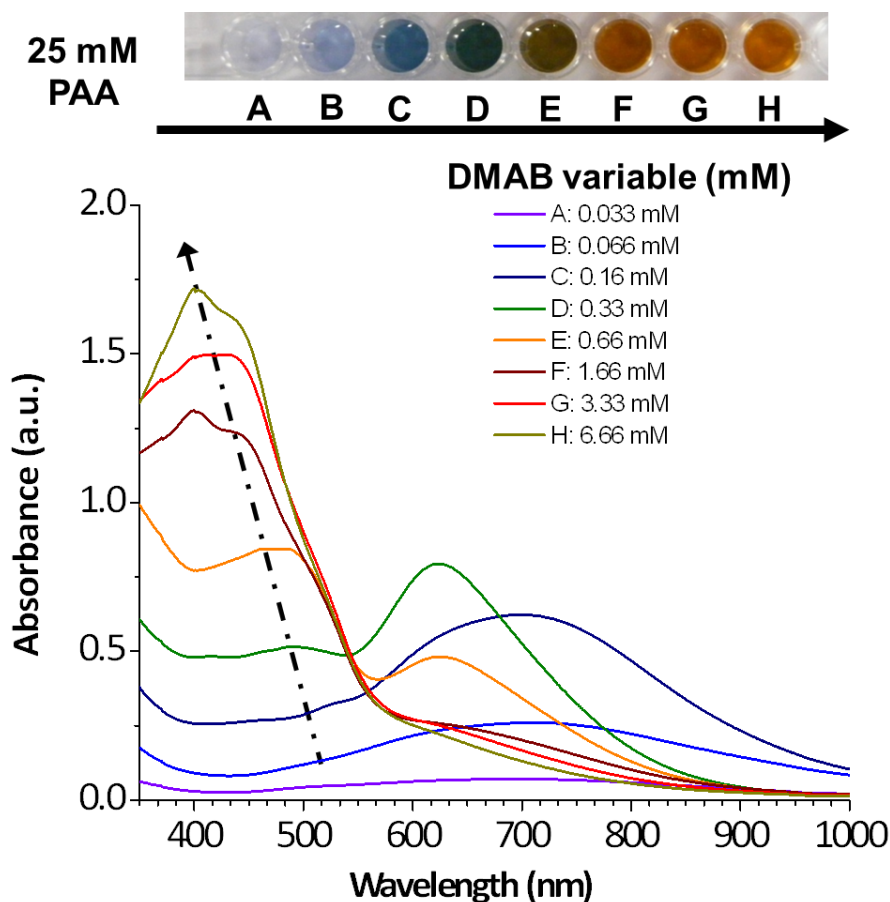 25 mM
PAA
A B C D E F G H
DMAB variable (mM)
A: 0.033 mM
B: 0.066 mM
C: 0.16 mM
D: 0.33 mM
E: 0.66 mM
F: 1.66 mM
G: 3.33 mM
H: 6.66 mM
2.0
1.5
1.0
0.5
0.0
Absorbance (a.u.)
400 500 600 700 800 900 1000
Wavelength (nm)